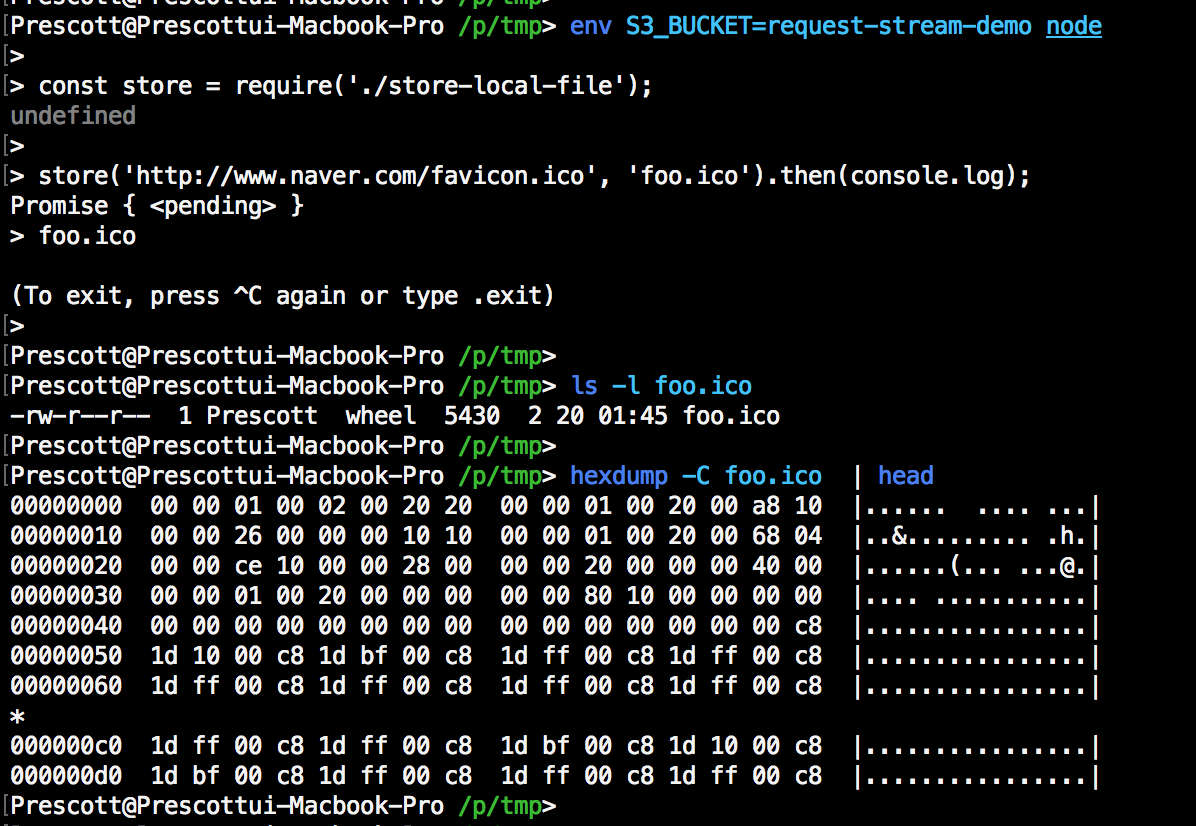 Prescott@Prescottui-Macbook-Pro /p/tmp>
[Prescott@Prescottui-Macbook-Pro /p/tmp> env S3_BUCKET=request-stream-demo node
[>
[> const store = require('./store-local-file');
undefined
[>
[> store('http://www.naver.com/favicon.ico', 'foo.ico').then(console.log);
Promise { <pending> }
> foo.ico
(To exit, press ^C again or type .exit)
[>
[Prescott@Prescottui-Macbook-Pro /p/tmp>
[Prescott@Prescottui-Macbook-Pro /p/tmp> ls -l foo.ico
-rw-r--r--  1 Prescott  wheel  5430  2 20 01:45 foo.ico
[Prescott@Prescottui-Macbook-Pro /p/tmp>
[Prescott@Prescottui-Macbook-Pro /p/tmp> hexdump -C foo.ico  | head
00000000  00 00 01 00 02 00 20 20  00 00 01 00 20 00 a8 10  |......  .... ...|
00000010  00 00 26 00 00 00 10 10  00 00 01 00 20 00 68 04  |..&......... .h.|
00000020  00 00 ce 10 00 00 28 00  00 00 20 00 00 00 40 00  |......(... ...@.|
00000030  00 00 01 00 20 00 00 00  00 00 80 10 00 00 00 00  |.... ...........|
00000040  00 00 00 00 00 00 00 00  00 00 00 00 00 00 00 c8  |................|
00000050  1d 10 00 c8 1d bf 00 c8  1d ff 00 c8 1d ff 00 c8  |................|
00000060  1d ff 00 c8 1d ff 00 c8  1d ff 00 c8 1d ff 00 c8  |................|
*
000000c0  1d ff 00 c8 1d ff 00 c8  1d bf 00 c8 1d 10 00 c8  |................|
000000d0  1d bf 00 c8 1d ff 00 c8  1d ff 00 c8 1d ff 00 c8  |................|
[Prescott@Prescottui-Macbook-Pro /p/tmp>